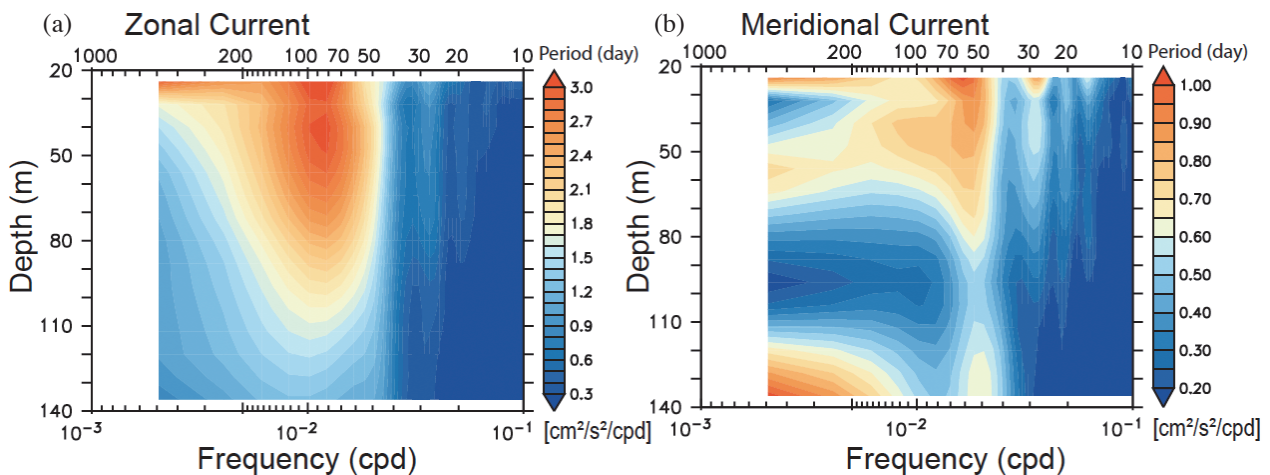 (a) Zonal Current
1000 200 100 70 50 30 20 10 Period (day)
20
50
80
110
140
Depth (m)
10⁻³ 10⁻² 10⁻¹
Frequency (cpd)
3.0
2.7
2.4
2.1
1.8
1.5
1.2
0.9
0.6
0.3
[cm²/s²/cpd]
(b) Meridional Current
1000 200 100 70 50 30 20 10 Period (day)
20
50
80
110
140
Depth (m)
10⁻³ 10⁻² 10⁻¹
Frequency (cpd)
1.00
0.90
0.80
0.70
0.60
0.50
0.40
0.30
0.20
[cm²/s²/cpd]